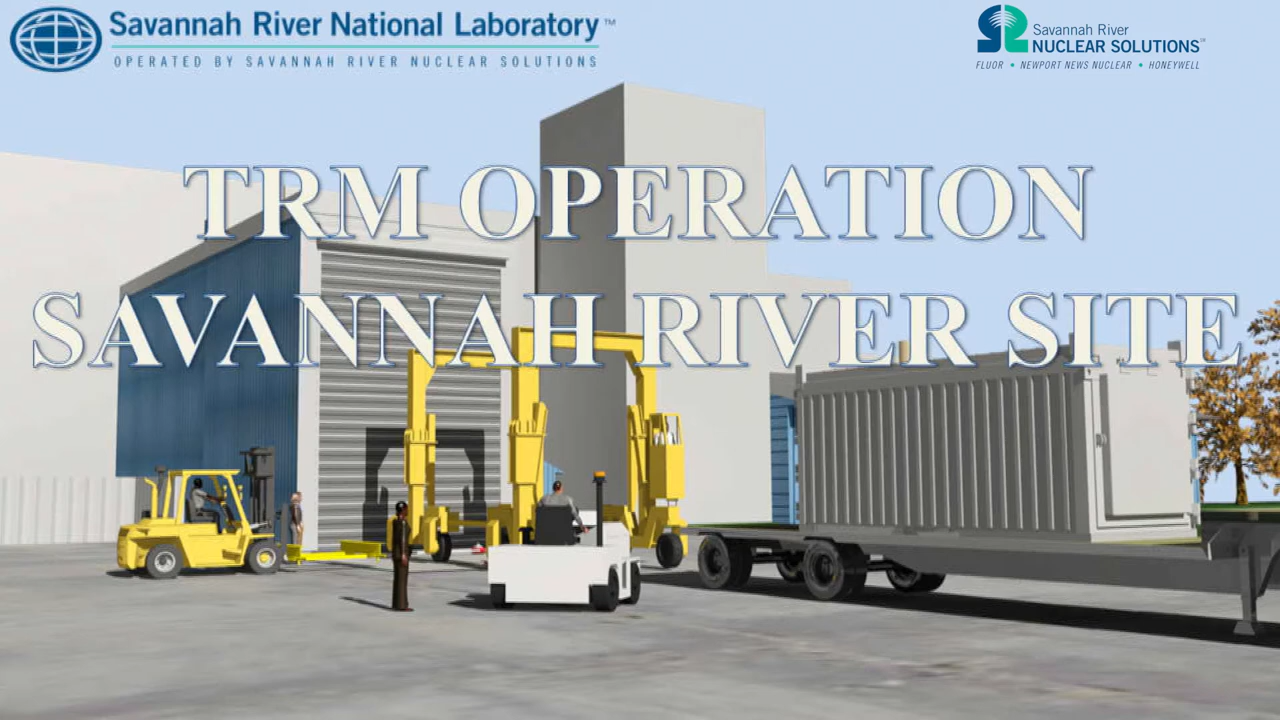 Savannah River National Laboratory™
OPERATED BY SAVANNAH RIVER NUCLEAR SOLUTIONS
Savannah River
NUCLEAR SOLUTIONS℠
FLUOR • NEWPORT NEWS NUCLEAR • HONEYWELL
TRM OPERATION
SAVANNAH RIVER SITE